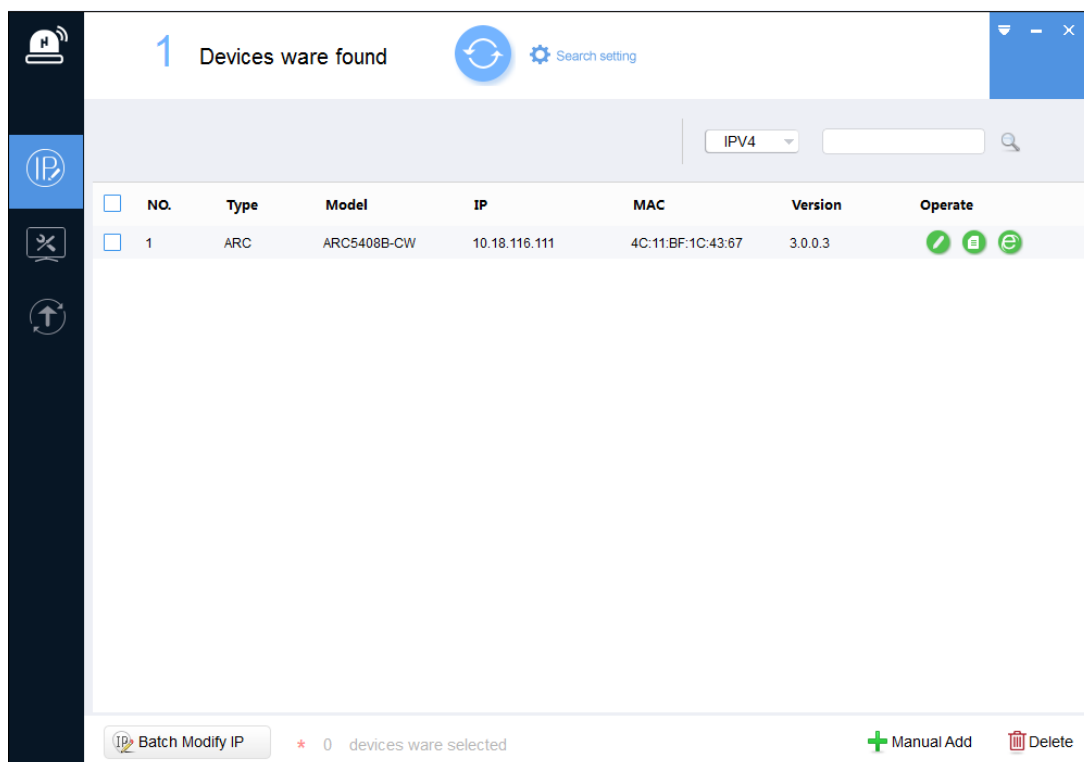 1 Devices ware found Search setting
IPV4
NO. Type Model IP MAC Version Operate
1 ARC ARC5408B-CW 10.18.116.111 4C:11:BF:1C:43:67 3.0.0.3
Batch Modify IP * 0 devices ware selected Manual Add Delete